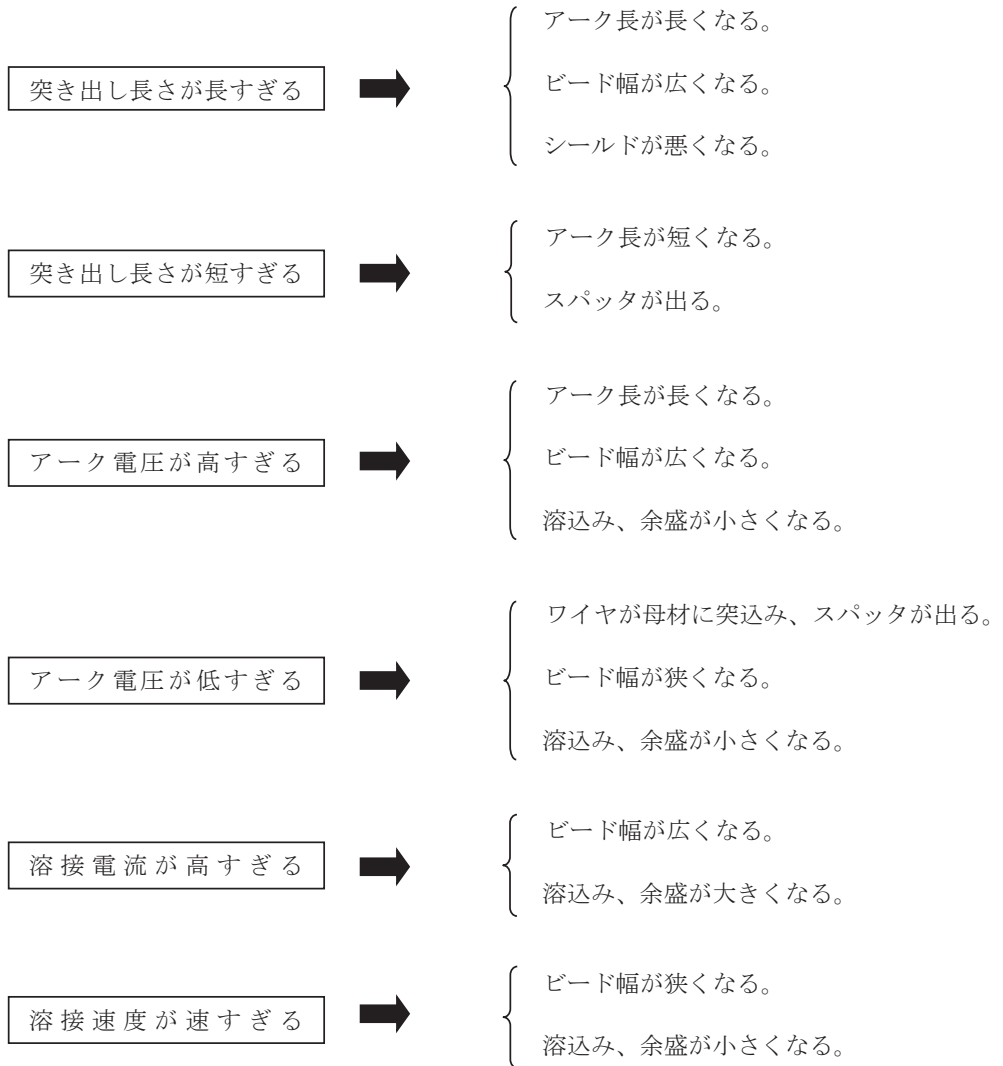 突き出し長さが長すぎる
アーク長が長くなる。
ビード幅が広くなる。
シールドが悪くなる。
突き出し長さが短すぎる
アーク長が短くなる。
スパッタが出る。
アーク電圧が高すぎる
アーク長が長くなる。
ビード幅が広くなる。
溶込み、余盛が小さくなる。
アーク電圧が低すぎる
ワイヤが母材に突込み、スパッタが出る。
ビード幅が狭くなる。
溶込み、余盛が小さくなる。
溶接電流が高すぎる
ビード幅が広くなる。
溶込み、余盛が大きくなる。
溶接速度が速すぎる
ビード幅が狭くなる。
溶込み、余盛が小さくなる。